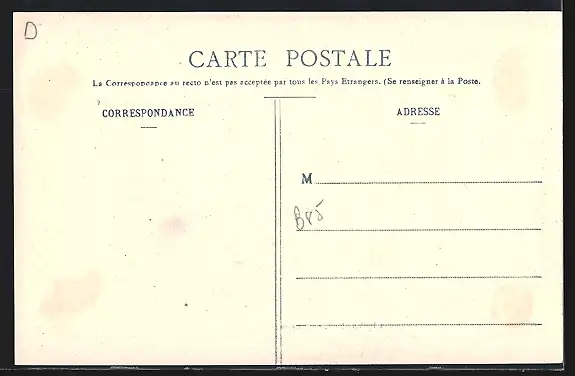 D
CARTE POSTALE
La Correspondance au recto n'est pas acceptée par tous les Pays Etrangers. (Se renseigner à la Poste.
CORRESPONDANCE
ADRESSE
M